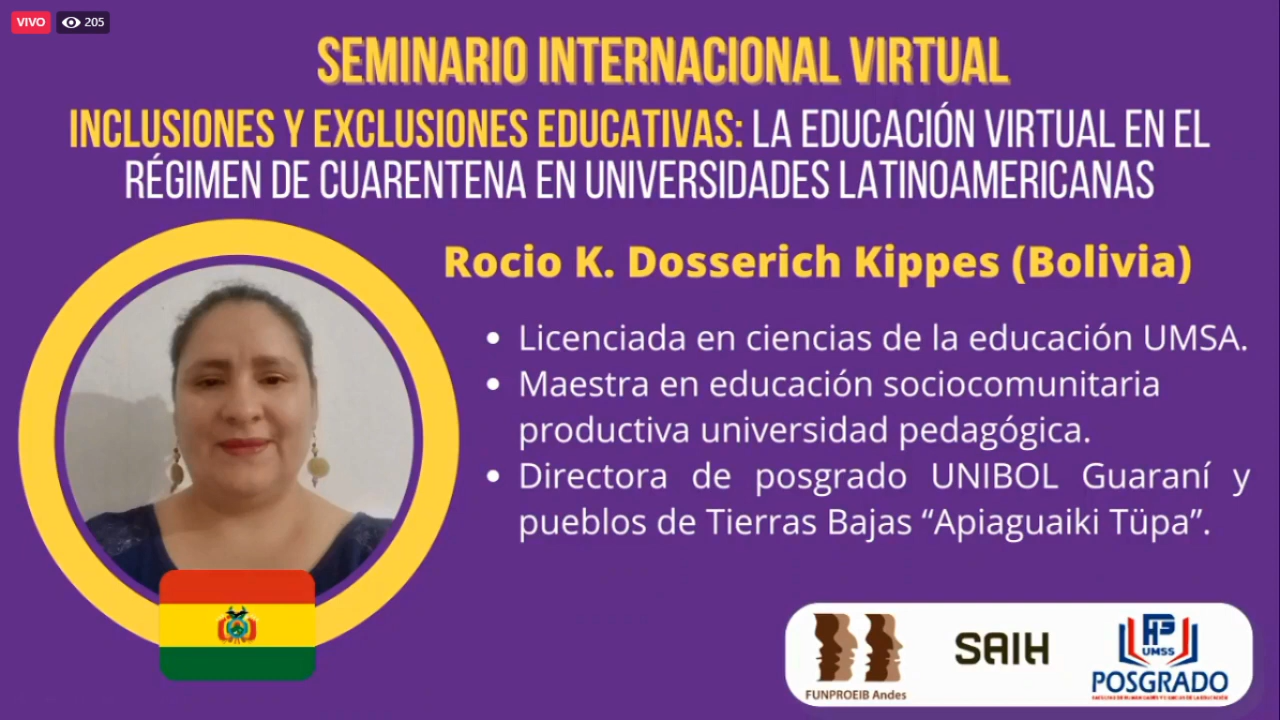 VIVO 205
SEMINARIO INTERNACIONAL VIRTUAL
INCLUSIONES Y EXCLUSIONES EDUCATIVAS: LA EDUCACIÓN VIRTUAL EN EL
RÉGIMEN DE CUARENTENA EN UNIVERSIDADES LATINOAMERICANAS
Rocio K. Dosserich Kippes (Bolivia)
• Licenciada en ciencias de la educación UMSA.
• Maestra en educación sociocomunitaria
productiva universidad pedagógica.
• Directora de posgrado UNIBOL Guaraní y
pueblos de Tierras Bajas “Apiaguaiki Tüpa”.
FUNPROEIB Andes
SAIH
UMSS
POSGRADO